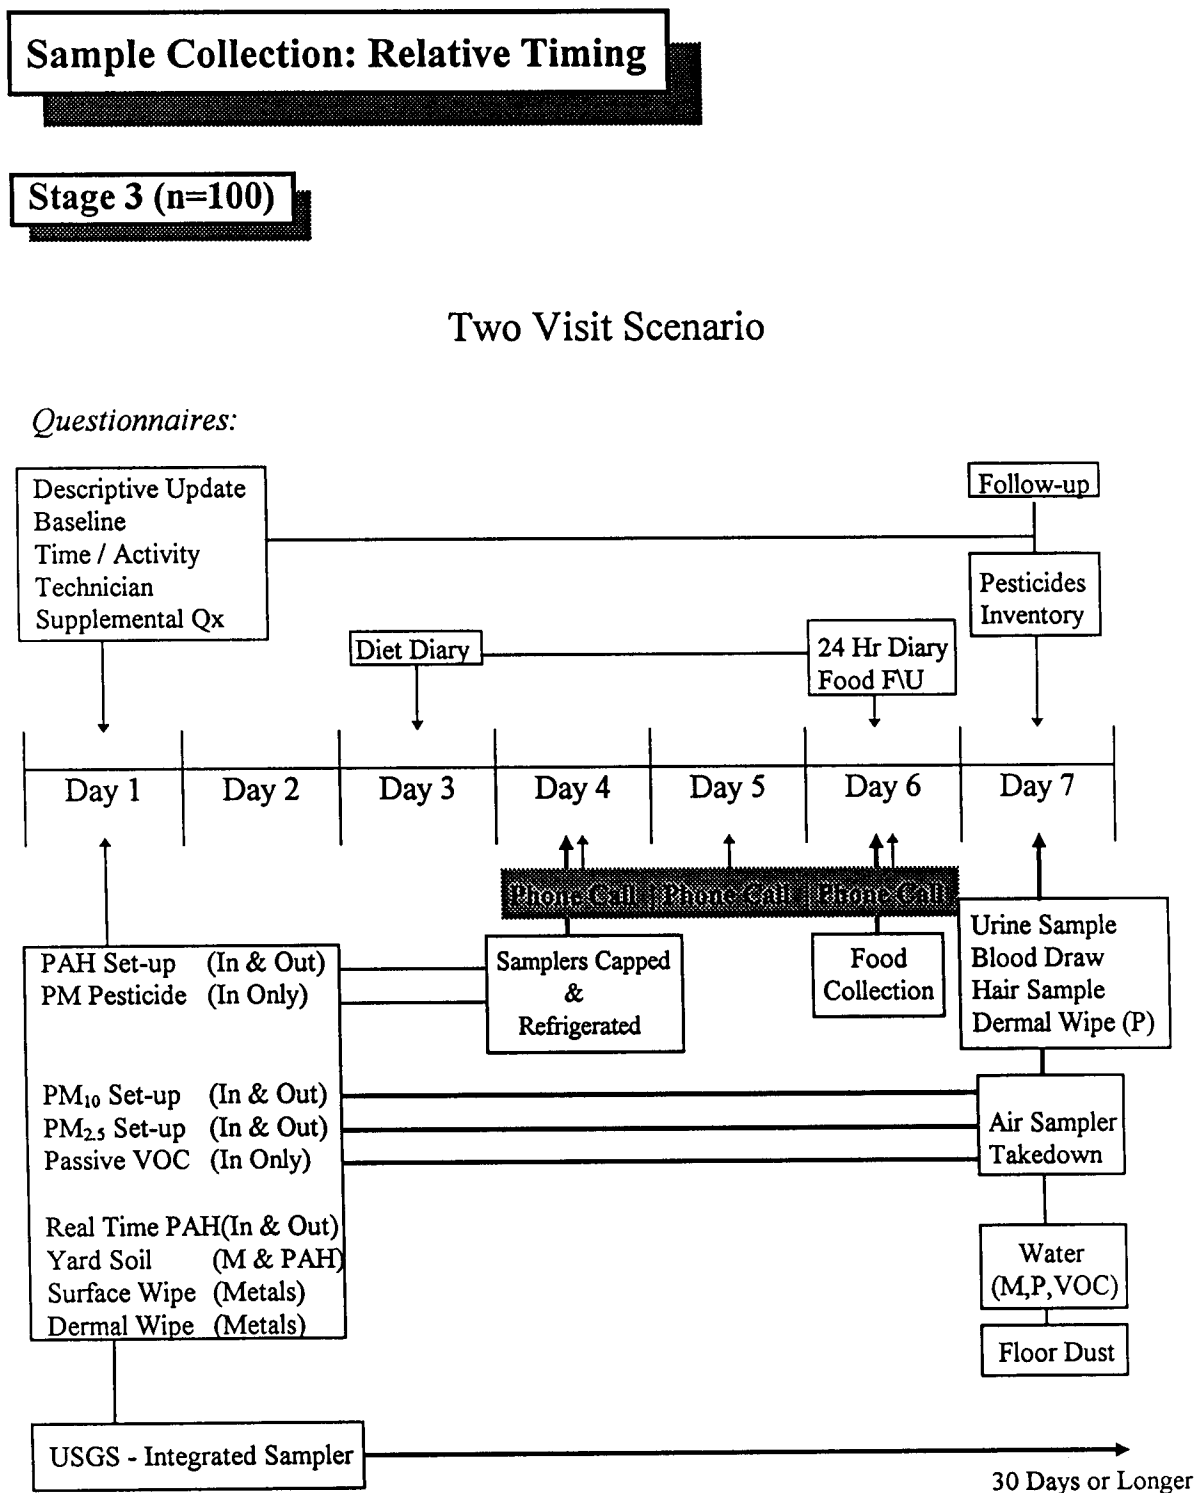 Sample Collection: Relative Timing
Stage 3 (n=100)
Two Visit Scenario
Questionnaires:
Descriptive Update
Baseline
Time / Activity
Technician
Supplemental Qx
Follow-up
Pesticides
Inventory
Diet Diary
24 Hr Diary
Food F\U
Day 1
Day 2
Day 3
Day 4
Day 5
Day 6
Day 7
Phone Call
Phone Call
Phone Call
PAH Set-up (In & Out)
PM Pesticide (In Only)
PM10 Set-up (In & Out)
PM2.5 Set-up (In & Out)
Passive VOC (In Only)
Real Time PAH(In & Out)
Yard Soil (M & PAH)
Surface Wipe (Metals)
Dermal Wipe (Metals)
Samplers Capped
&
Refrigerated
Food
Collection
Urine Sample
Blood Draw
Hair Sample
Dermal Wipe (P)
Air Sampler
Takedown
Water
(M,P,VOC)
Floor Dust
USGS - Integrated Sampler
30 Days or Longer